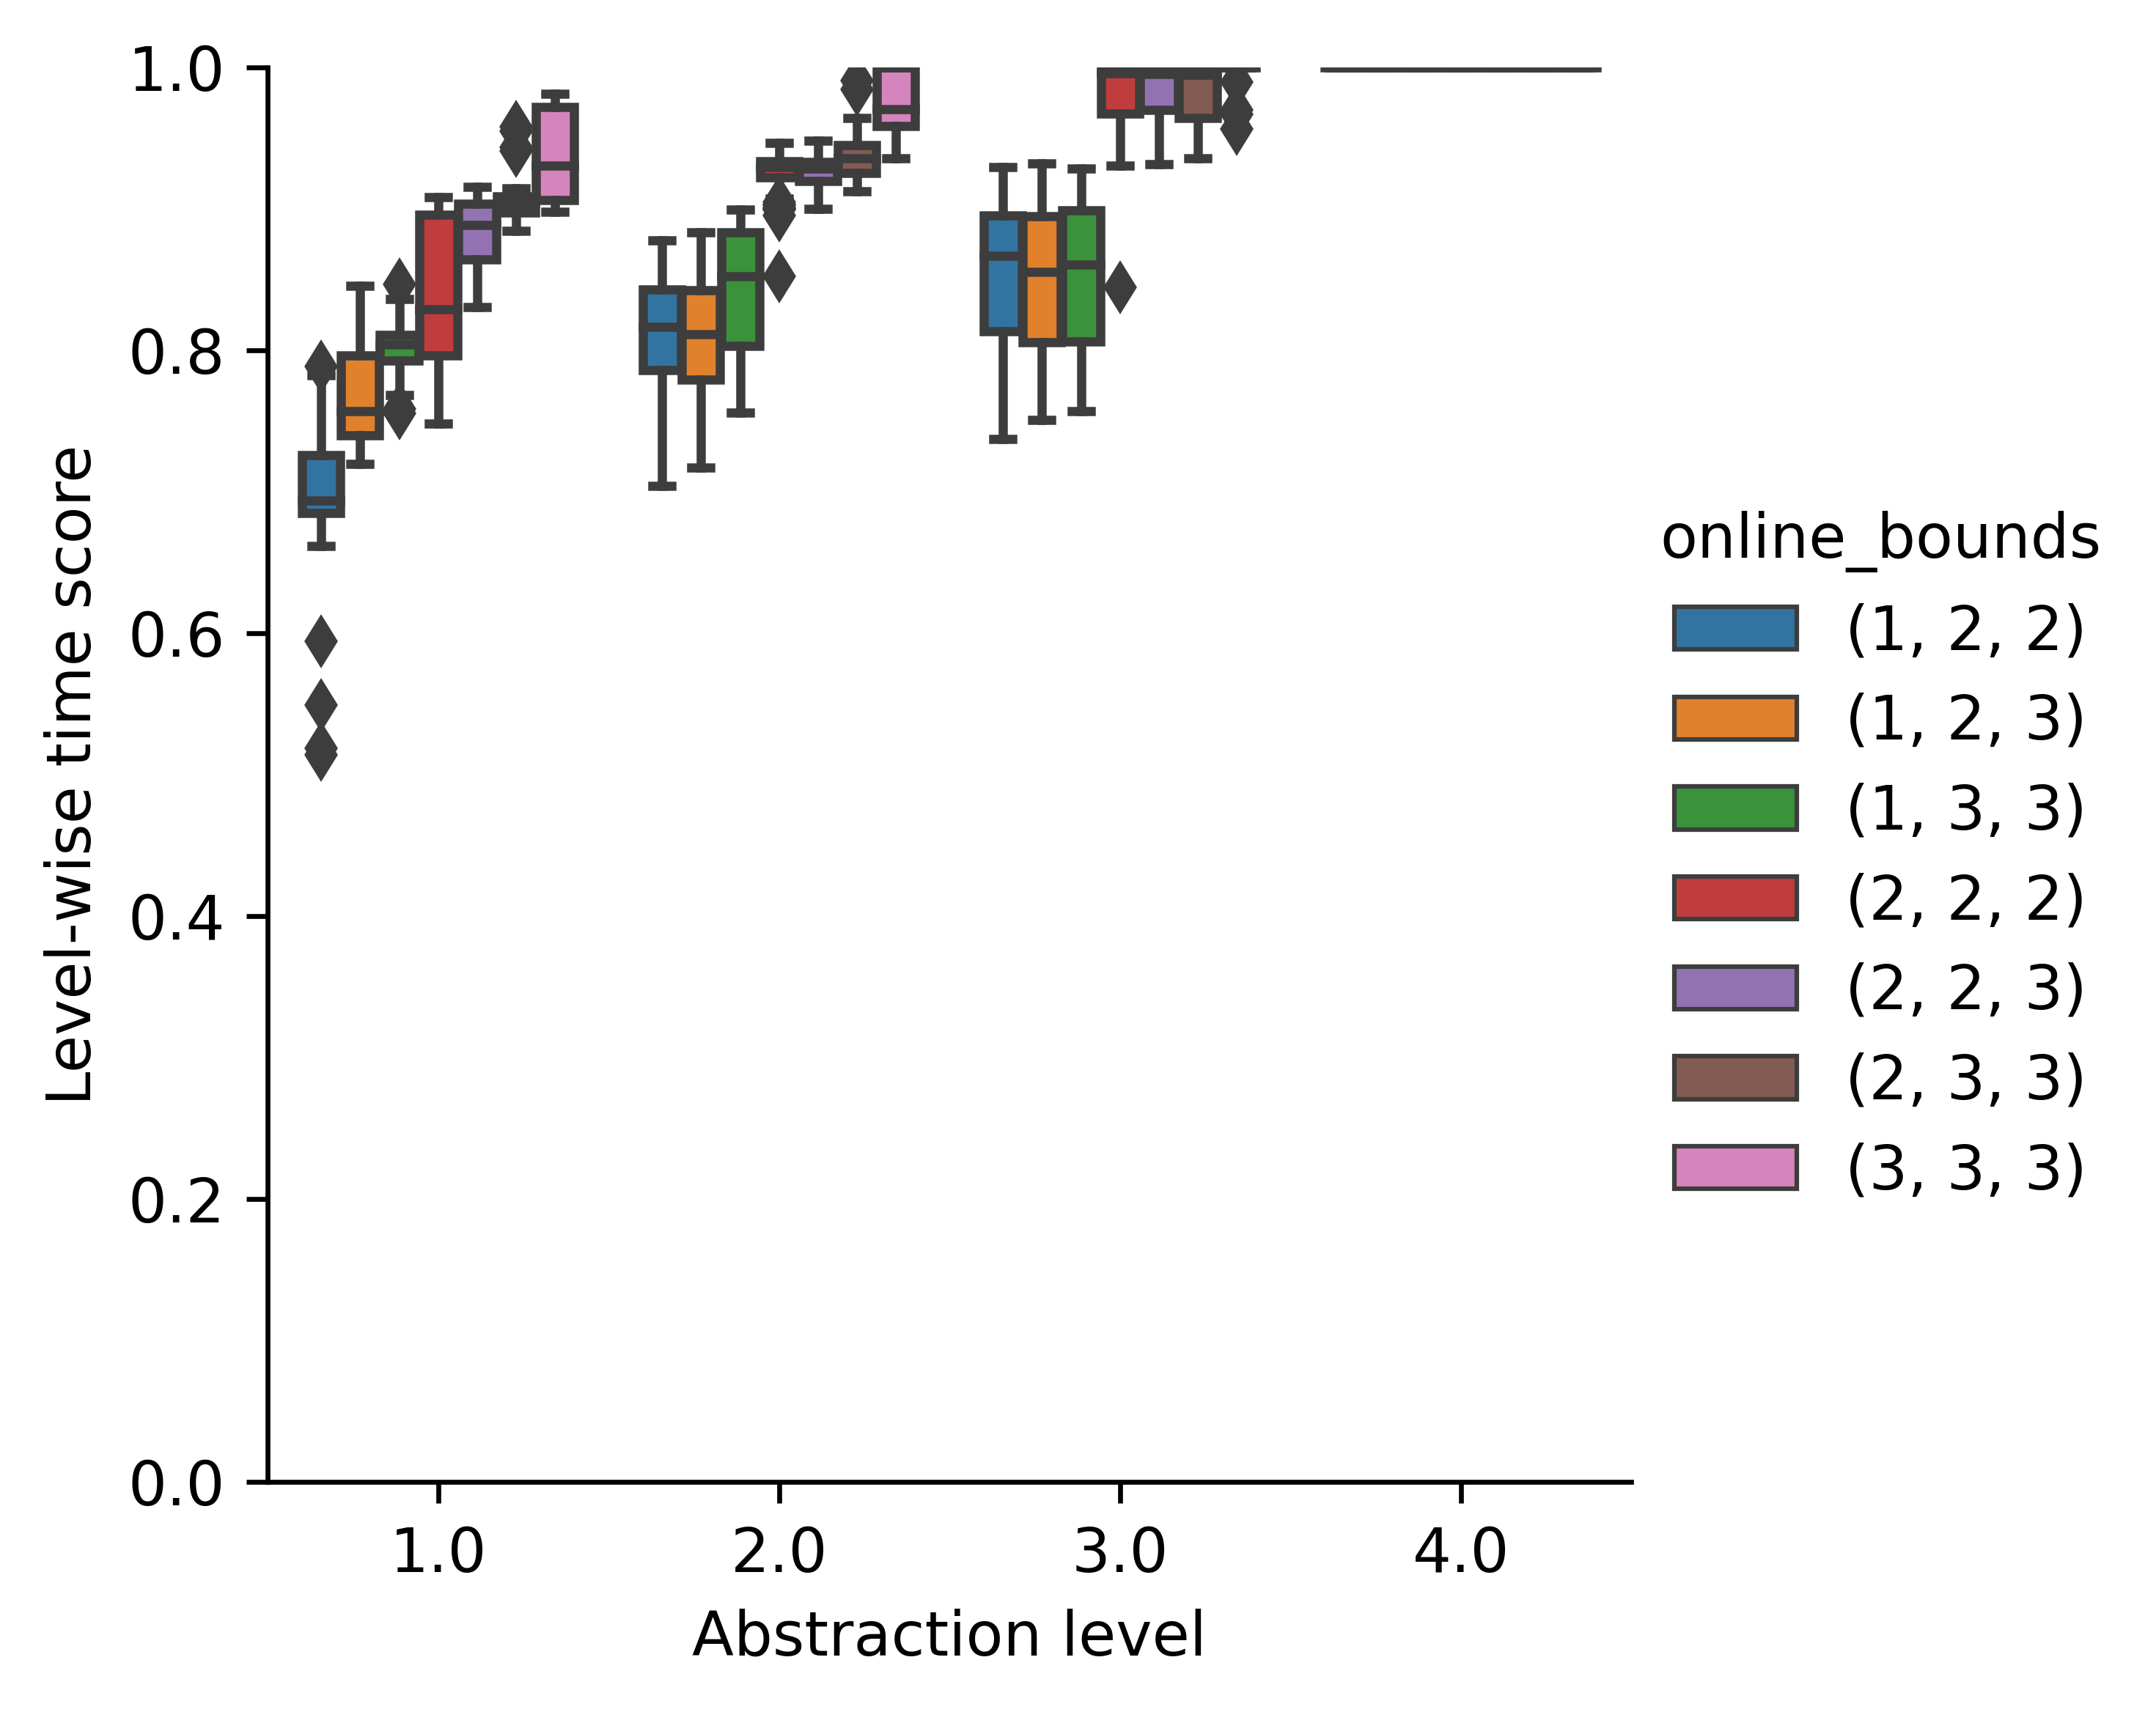 1.0
0.8
0.6
0.4
0.2
0.0
Level-wise time score
1.0 2.0 3.0 4.0
Abstraction level
online_bounds
(1, 2, 2)
(1, 2, 3)
(1, 3, 3)
(2, 2, 2)
(2, 2, 3)
(2, 3, 3)
(3, 3, 3)